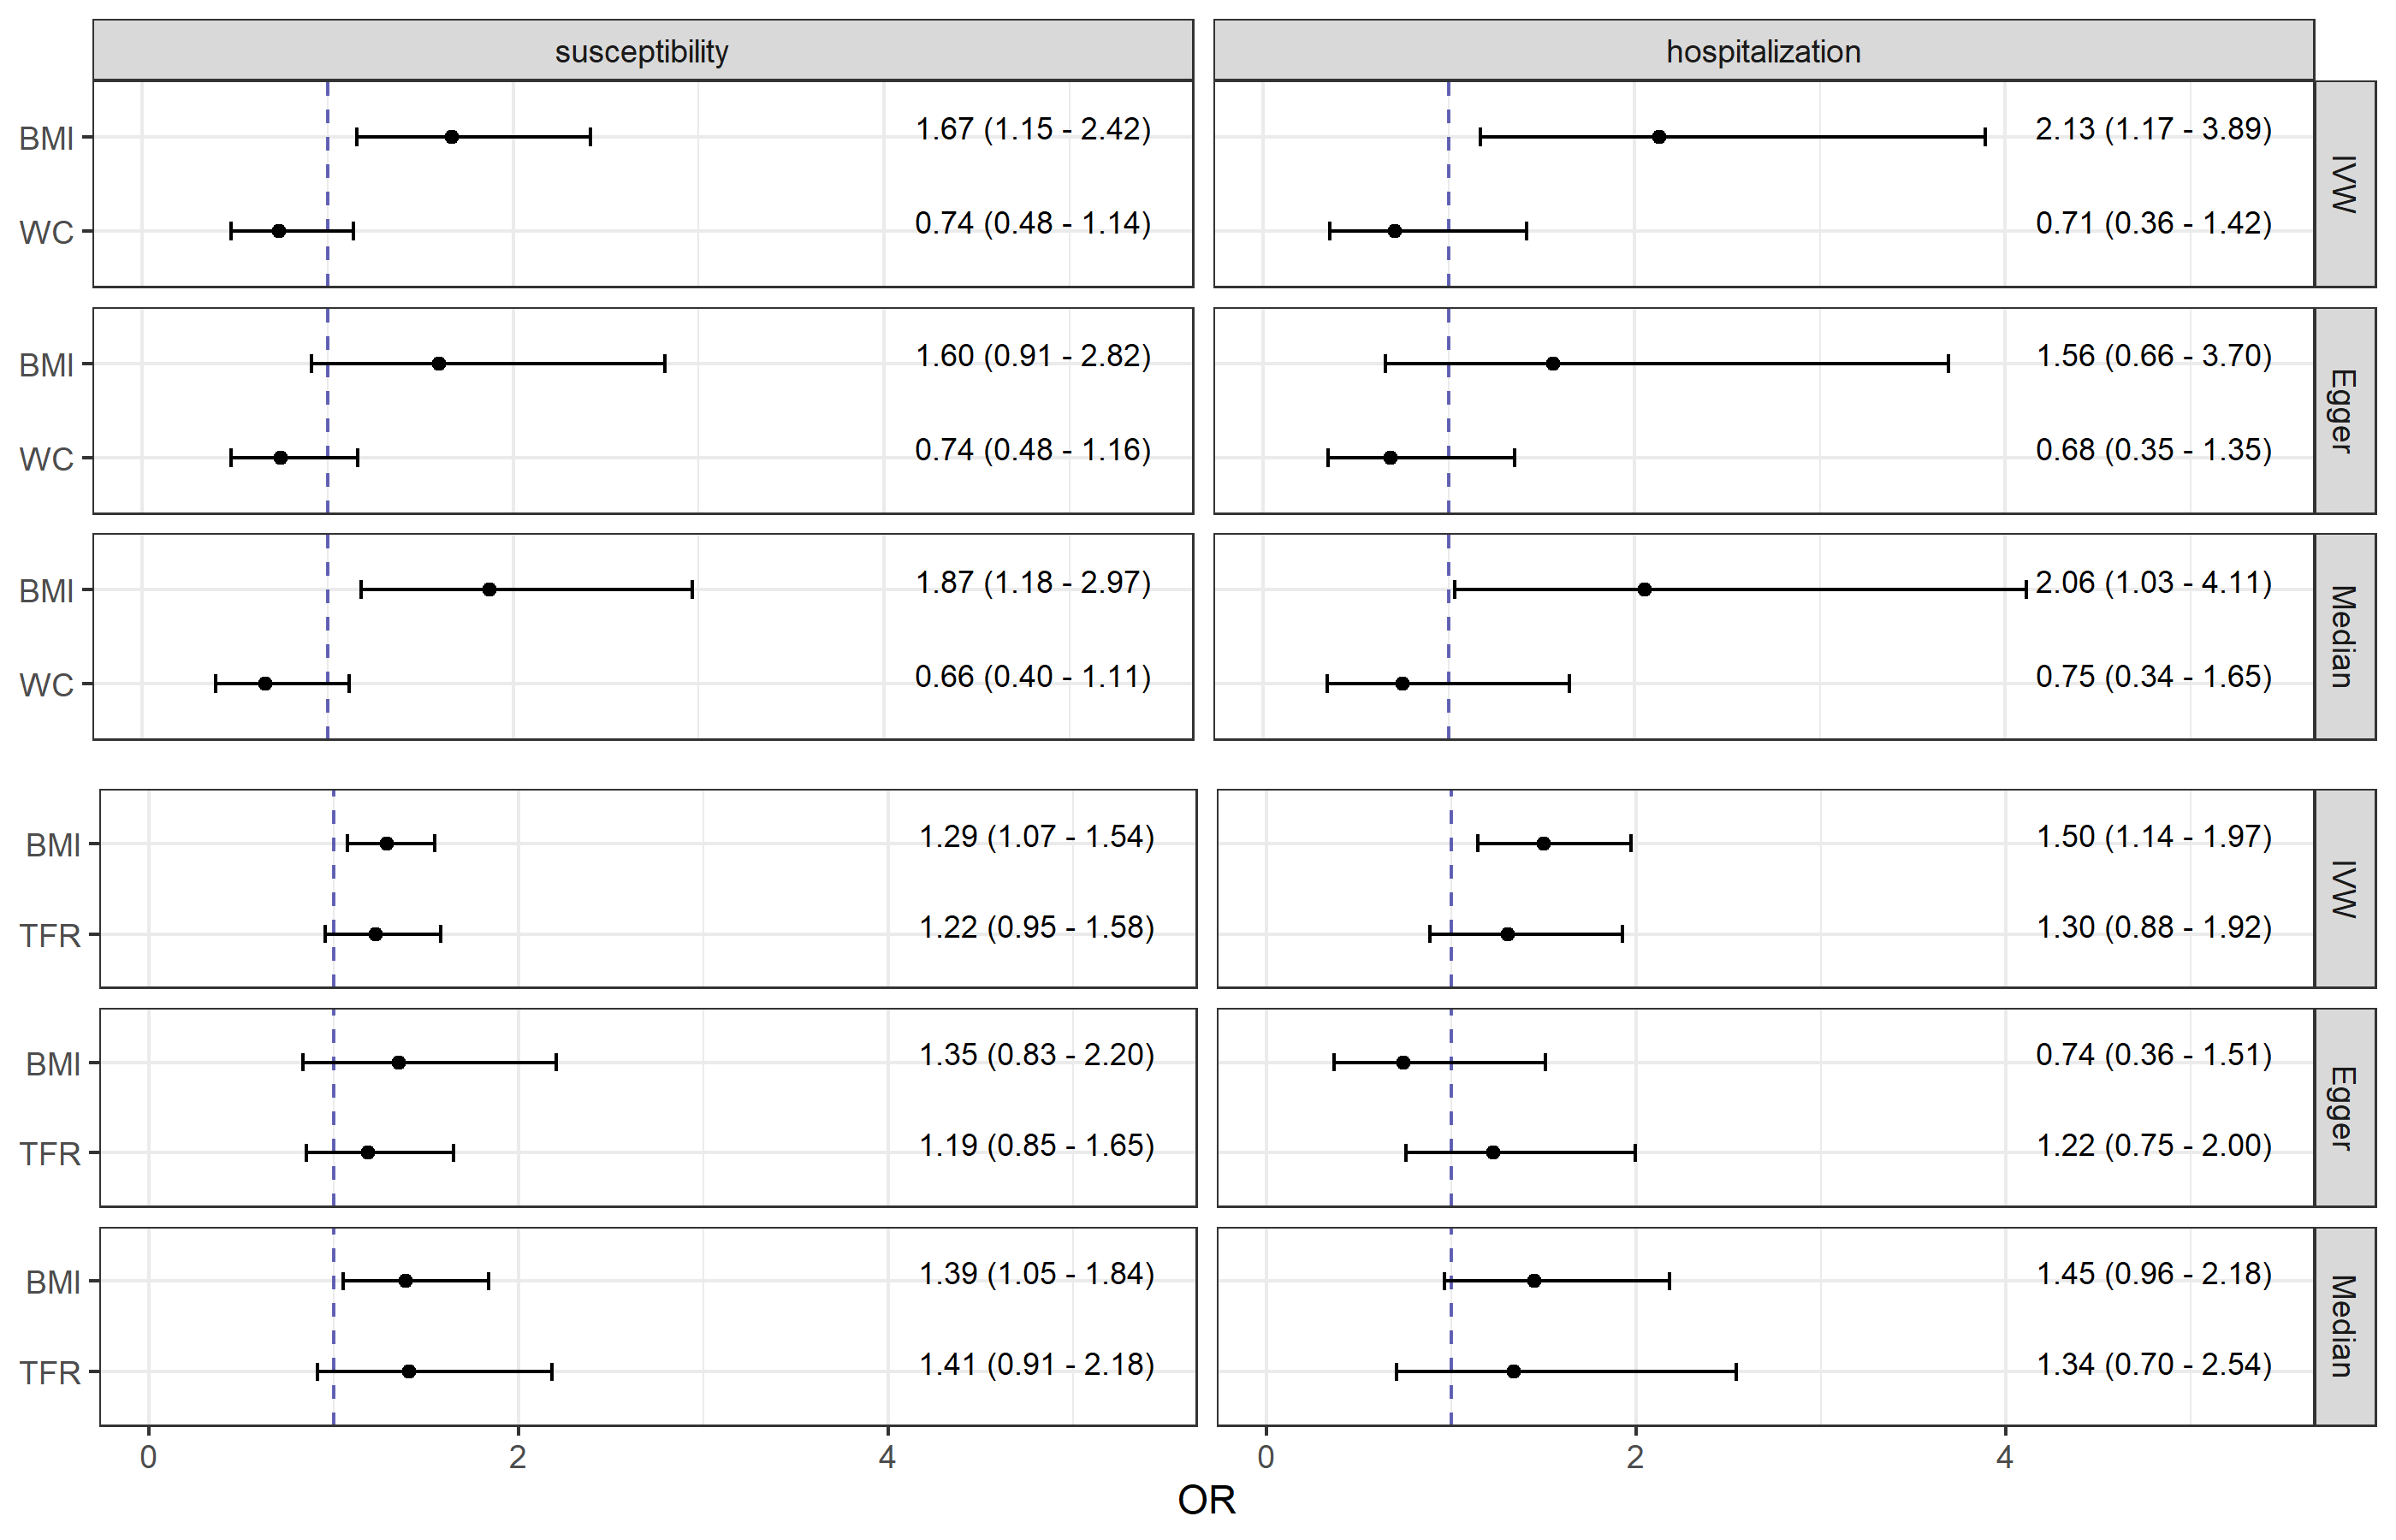 susceptibility hospitalization
BMI 1.67 (1.15 - 2.42) 2.13 (1.17 - 3.89)
IVW
WC 0.74 (0.48 - 1.14) 0.71 (0.36 - 1.42)
BMI 1.60 (0.91 - 2.82) 1.56 (0.66 - 3.70)
Egger
WC 0.74 (0.48 - 1.16) 0.68 (0.35 - 1.35)
BMI 1.87 (1.18 - 2.97) 2.06 (1.03 - 4.11)
Median
WC 0.66 (0.40 - 1.11) 0.75 (0.34 - 1.65)
BMI 1.29 (1.07 - 1.54) 1.50 (1.14 - 1.97)
IVW
TFR 1.22 (0.95 - 1.58) 1.30 (0.88 - 1.92)
BMI 1.35 (0.83 - 2.20) 0.74 (0.36 - 1.51)
Egger
TFR 1.19 (0.85 - 1.65) 1.22 (0.75 - 2.00)
BMI 1.39 (1.05 - 1.84) 1.45 (0.96 - 2.18)
Median
TFR 1.41 (0.91 - 2.18) 1.34 (0.70 - 2.54)
0 2 4 0 2 4
OR